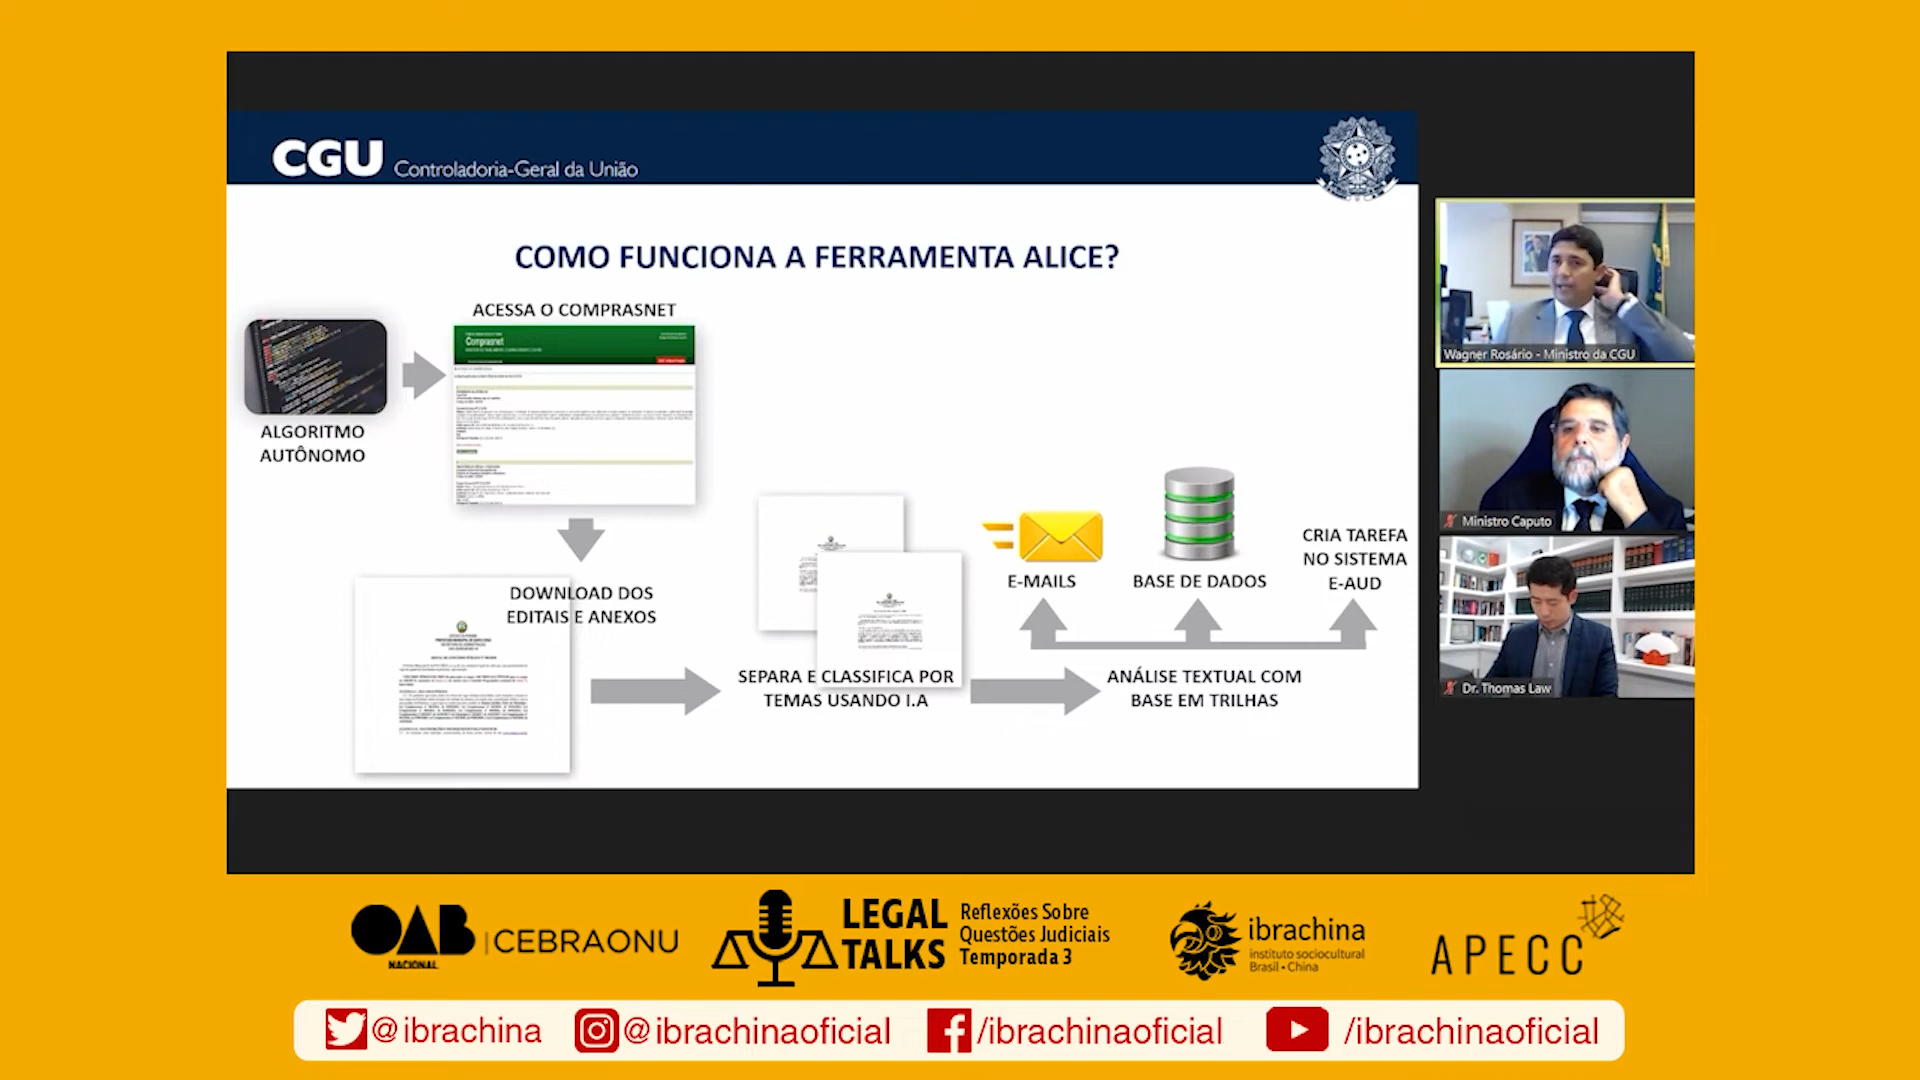 CGU Controladoria-Geral da União
COMO FUNCIONA A FERRAMENTA ALICE?
ACESSA O COMPRASNET
Comprasnet
ALGORITMO
AUTÔNOMO
DOWNLOAD DOS
EDITAIS E ANEXOS
SEPARA E CLASSIFICA POR
TEMAS USANDO I.A
E-MAILS
BASE DE DADOS
CRIA TAREFA
NO SISTEMA
E-AUD
ANÁLISE TEXTUAL COM
BASE EM TRILHAS
Wagner Rosário - Ministro da CGU
Ministro Caputo
Dr. Thomas Law
OAB
NACIONAL
CEBRAONU
LEGAL
TALKS
Reflexões Sobre
Questões Judiciais
Temporada 3
ibrachina
instituto sociocultural
Brasil • China
APECC
@ibrachina
@ibrachinaoficial
/ibrachinaoficial
/ibrachinaoficial